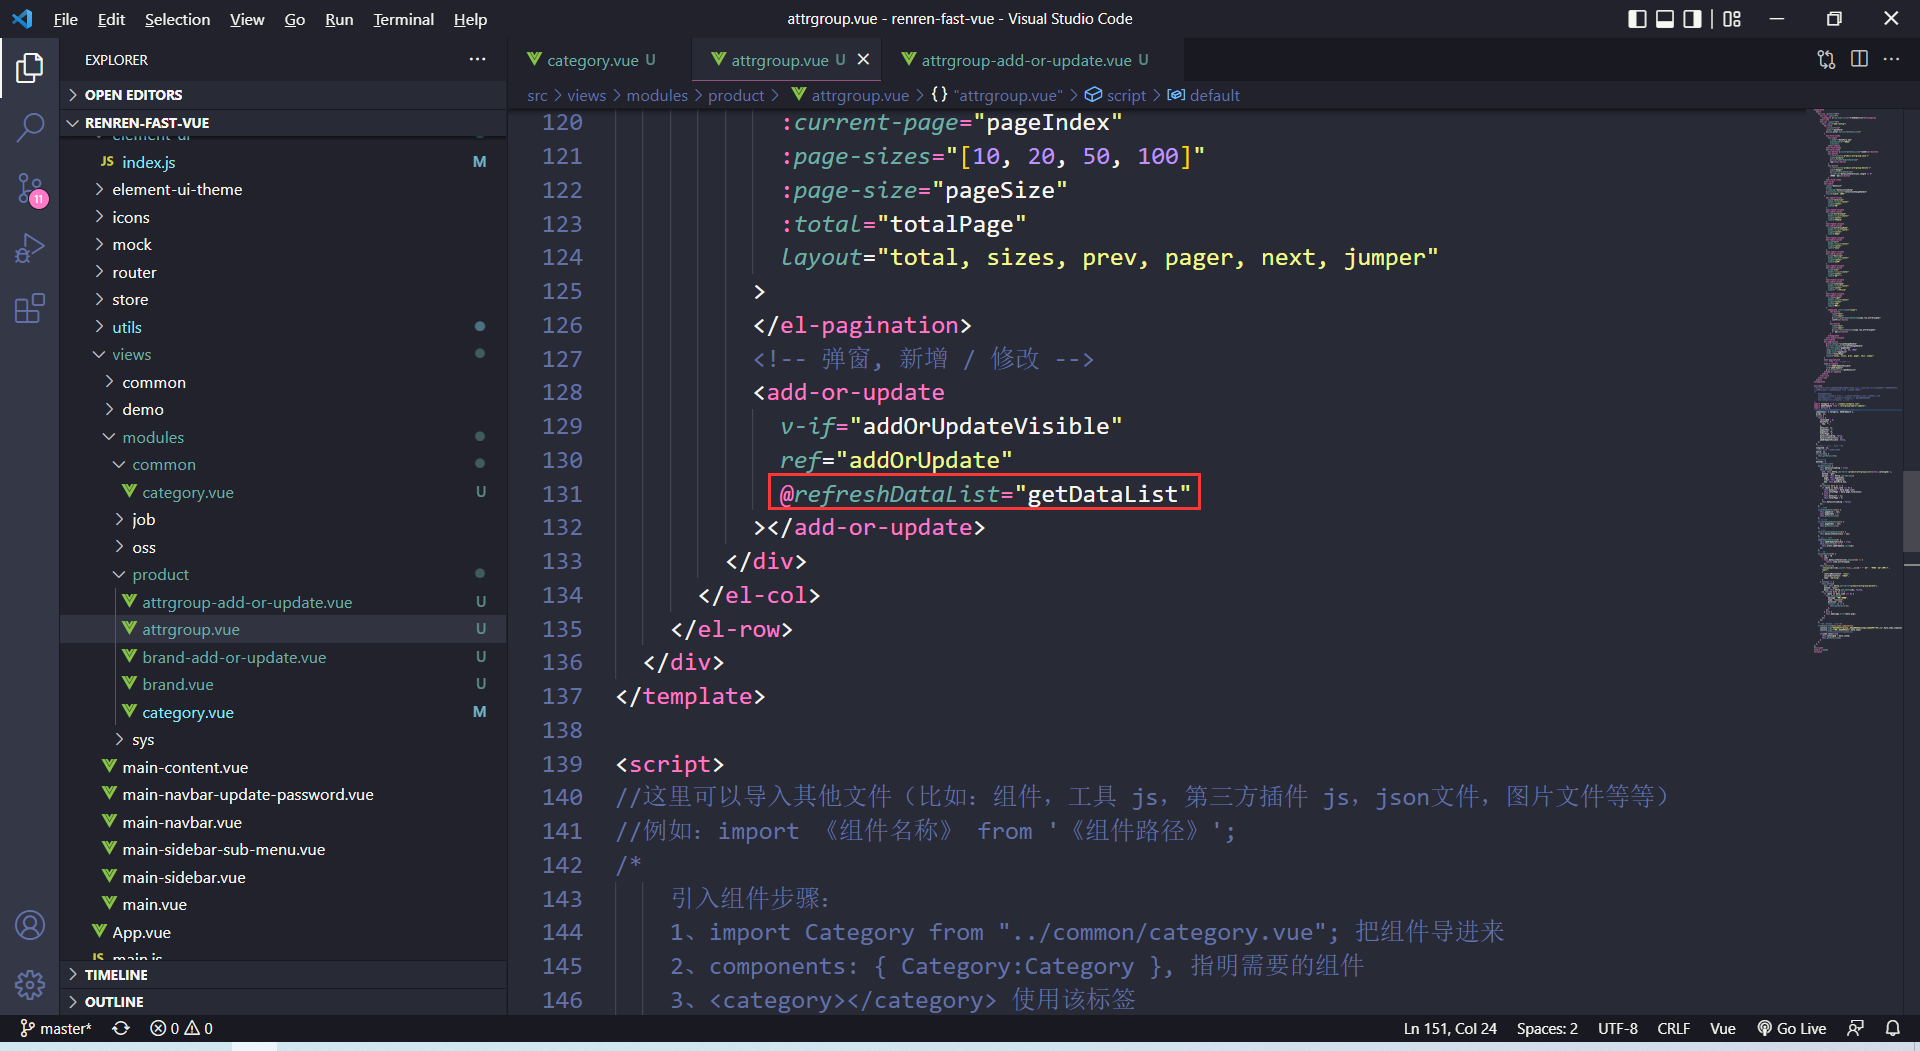 File Edit Selection View Go Run Terminal Help
attrgroup.vue - renren-fast-vue - Visual Studio Code
EXPLORER
OPEN EDITORS
RENREN-FAST-VUE
element-ui
JS index.js M
element-ui-theme
icons
mock
router
store
utils
views
common
demo
modules
common
category.vue U
job
oss
product
attrgroup-add-or-update.vue U
attrgroup.vue U
brand-add-or-update.vue U
brand.vue U
category.vue M
sys
main-content.vue
main-navbar-update-password.vue
main-navbar.vue
main-sidebar-sub-menu.vue
main-sidebar.vue
main.vue
App.vue
JS main.js
TIMELINE
OUTLINE
11
category.vue U
attrgroup.vue U
attrgroup-add-or-update.vue U
src > views > modules > product > attrgroup.vue > {} "attrgroup.vue" > script > default
120 :current-page="pageIndex"
121 :page-sizes="[10, 20, 50, 100]"
122 :page-size="pageSize"
123 :total="totalPage"
124 layout="total, sizes, prev, pager, next, jumper"
125 >
126 </el-pagination>
127 <!-- 弹窗, 新增 / 修改 -->
128 <add-or-update
129 v-if="addOrUpdateVisible"
130 ref="addOrUpdate"
131 @refreshDataList="getDataList"
132 ></add-or-update>
133 </div>
134 </el-col>
135 </el-row>
136 </div>
137 </template>
138
139 <script>
140 //这里可以导入其他文件（比如：组件，工具 js，第三方插件 js，json文件，图片文件等等）
141 //例如：import 《组件名称》 from '《组件路径》';
142 /*
143 引入组件步骤：
144 1、import Category from "../common/category.vue"; 把组件导进来
145 2、components: { Category:Category }, 指明需要的组件
146 3、<category></category> 使用该标签
master* 0 0
Ln 151, Col 24 Spaces: 2 UTF-8 CRLF Vue Go Live